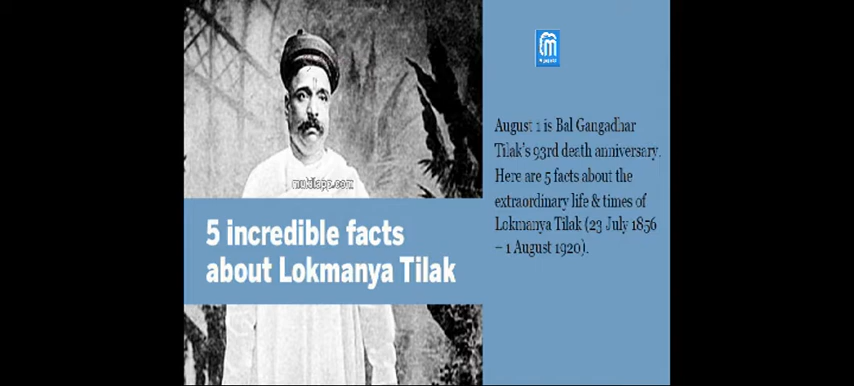 mukilapp.com
5 incredible facts
about Lokmanya Tilak
August 1 is Bal Gangadhar
Tilak's 93rd death anniversary.
Here are 5 facts about the
extraordinary life & times of
Lokmanya Tilak (23 July 1856
– 1 August 1920).